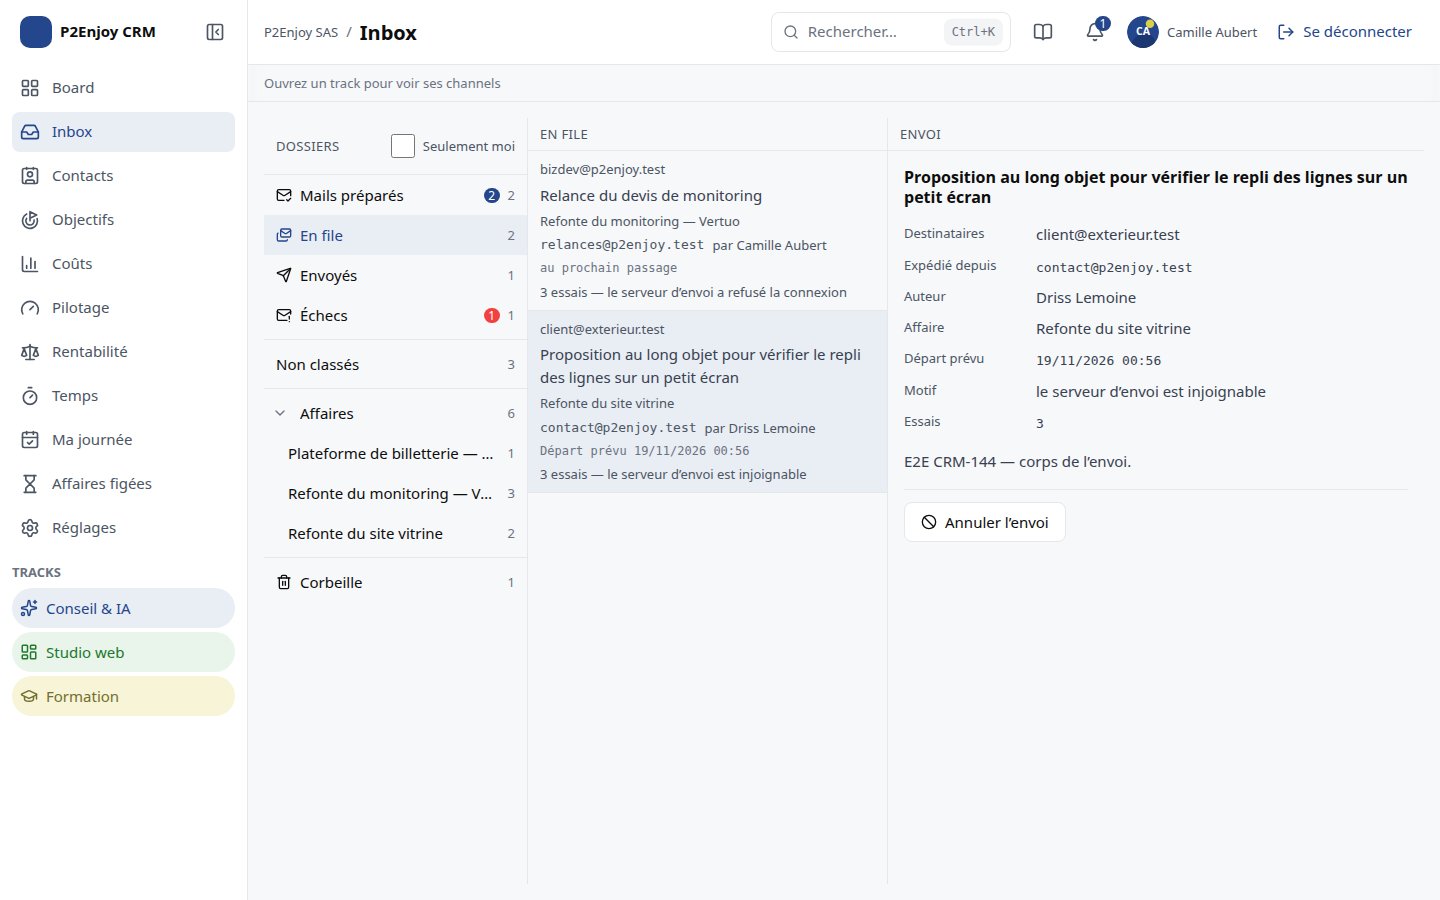 P2Enjoy CRM
Board
Inbox
Contacts
Objectifs
Coûts
Pilotage
Rentabilité
Temps
Ma journée
Affaires figées
Réglages
TRACKS
Conseil & IA
Studio web
Formation
P2Enjoy SAS / Inbox
Rechercher... Ctrl+K
1
CA Camille Aubert
Se déconnecter
Ouvrez un track pour voir ses channels
DOSSIERS Seulement moi
Mails préparés 2 2
En file 2
Envoyés 1
Échecs 1 1
Non classés 3
Affaires 6
Plateforme de billetterie — ... 1
Refonte du monitoring — V... 3
Refonte du site vitrine 2
Corbeille 1
EN FILE
bizdev@p2enjoy.test
Relance du devis de monitoring
Refonte du monitoring — Vertuo
relances@p2enjoy.test par Camille Aubert
au prochain passage
3 essais — le serveur d’envoi a refusé la connexion
client@exterieur.test
Proposition au long objet pour vérifier le repli
des lignes sur un petit écran
Refonte du site vitrine
contact@p2enjoy.test par Driss Lemoine
Départ prévu 19/11/2026 00:56
3 essais — le serveur d’envoi est injoignable
ENVOI
Proposition au long objet pour vérifier le repli des lignes sur un
petit écran
Destinataires client@exterieur.test
Expédié depuis contact@p2enjoy.test
Auteur Driss Lemoine
Affaire Refonte du site vitrine
Départ prévu 19/11/2026 00:56
Motif le serveur d’envoi est injoignable
Essais 3
E2E CRM-144 — corps de l’envoi.
Annuler l’envoi